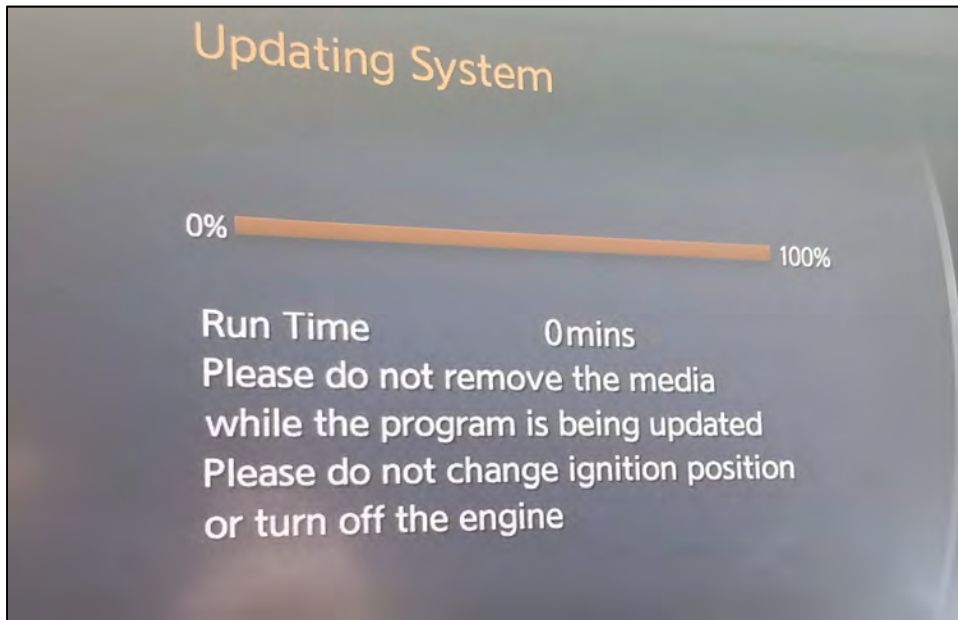 Updating System
0% 100%
Run Time 0mins
Please do not remove the media
while the program is being updated
Please do not change ignition position
or turn off the engine